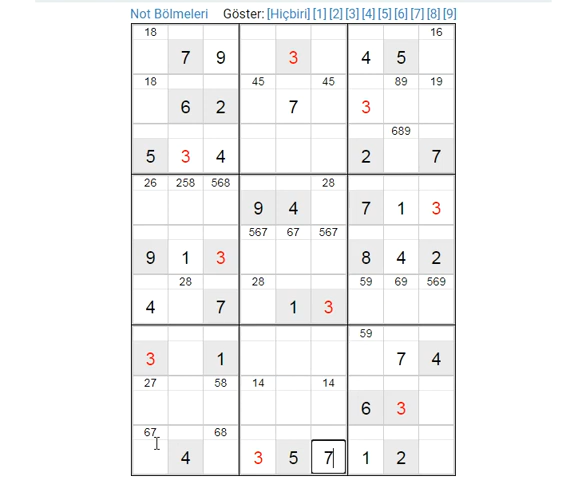 Not Bölmeleri Göster: [Hiçbiri] [1] [2] [3] [4] [5] [6] [7] [8] [9]
18 16
7 9 3 4 5
18 45 45 89 19
6 2 7 3
689
5 3 4 2 7
26 258 568 28
9 4 7 1 3
567 67 567
9 1 3 8 4 2
28 28 59 69 569
4 7 1 3
59
3 1 7 4
27 58 14 14
6 3
67 68
4 3 5 7 1 2